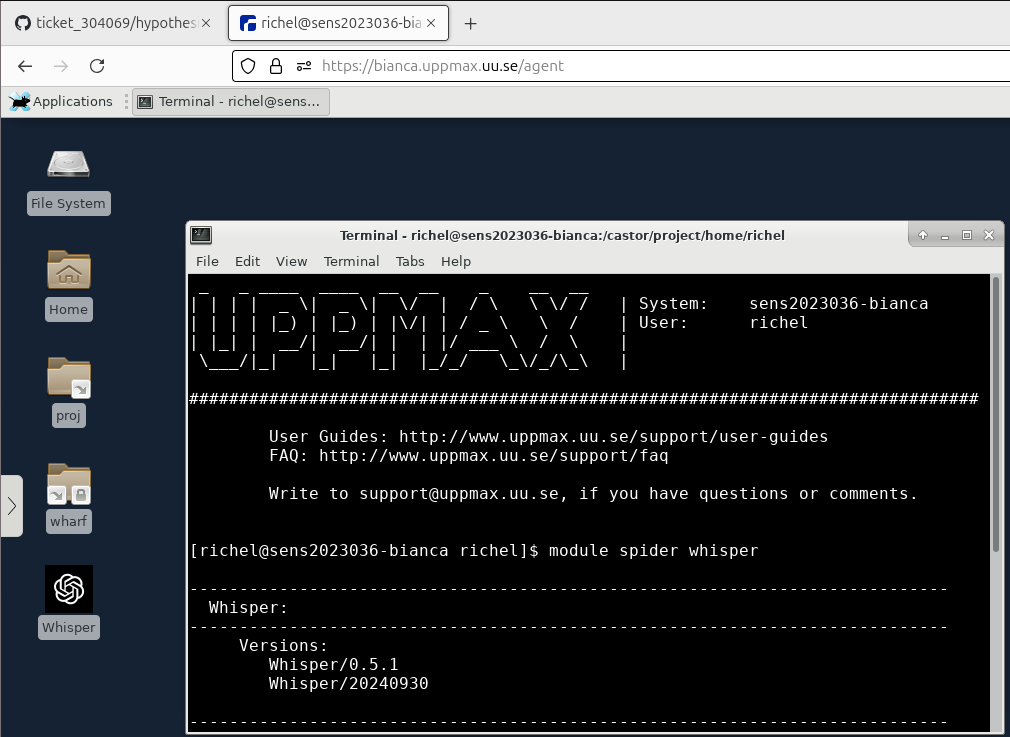 ticket_304069/hypothes
richel@sens2023036-bia
https://bianca.uppmax.uu.se/agent
Applications
Terminal - richel@sens...
File System
Home
proj
wharf
Whisper
Terminal - richel@sens2023036-bianca:/castor/project/home/richel
File Edit View Terminal Tabs Help
UPPMAX
| System: sens2023036-bianca
| User: richel
###############################################################################
User Guides: http://www.uppmax.uu.se/support/user-guides
FAQ: http://www.uppmax.uu.se/support/faq
Write to support@uppmax.uu.se, if you have questions or comments.
[richel@sens2023036-bianca richel]$ module spider whisper
----------------------------------------------------------------------------
Whisper:
----------------------------------------------------------------------------
Versions:
Whisper/0.5.1
Whisper/20240930
----------------------------------------------------------------------------